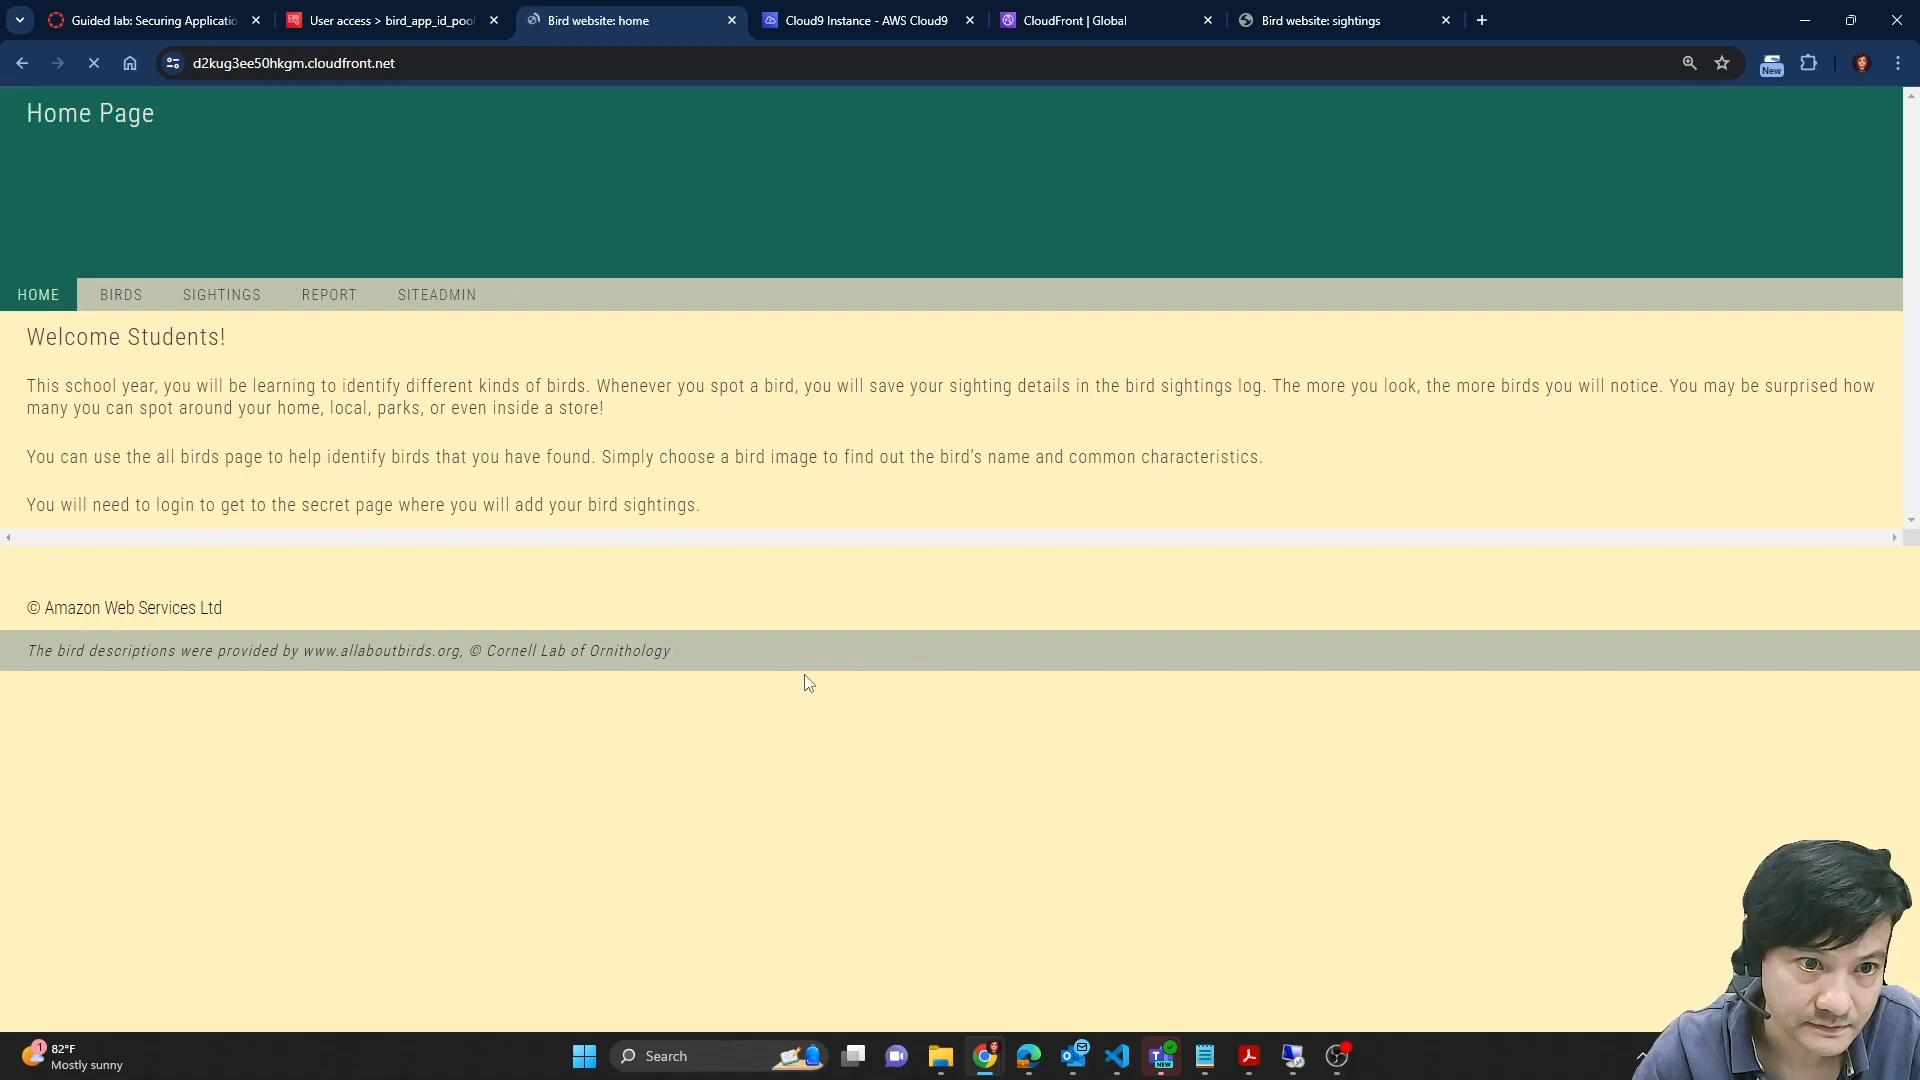 Guided lab: Securing Applicatio
User access > bird_app_id_pool
Bird website: home
Cloud9 Instance - AWS Cloud9
CloudFront | Global
Bird website: sightings
d2kug3ee50hkgm.cloudfront.net
New
Home Page
HOME
BIRDS
SIGHTINGS
REPORT
SITEADMIN
Welcome Students!
This school year, you will be learning to identify different kinds of birds. Whenever you spot a bird, you will save your sighting details in the bird sightings log. The more you look, the more birds you will notice. You may be surprised how
many you can spot around your home, local, parks, or even inside a store!
You can use the all birds page to help identify birds that you have found. Simply choose a bird image to find out the bird’s name and common characteristics.
You will need to login to get to the secret page where you will add your bird sightings.
© Amazon Web Services Ltd
The bird descriptions were provided by www.allaboutbirds.org, © Cornell Lab of Ornithology
1
82°F
Mostly sunny
Search
NEW